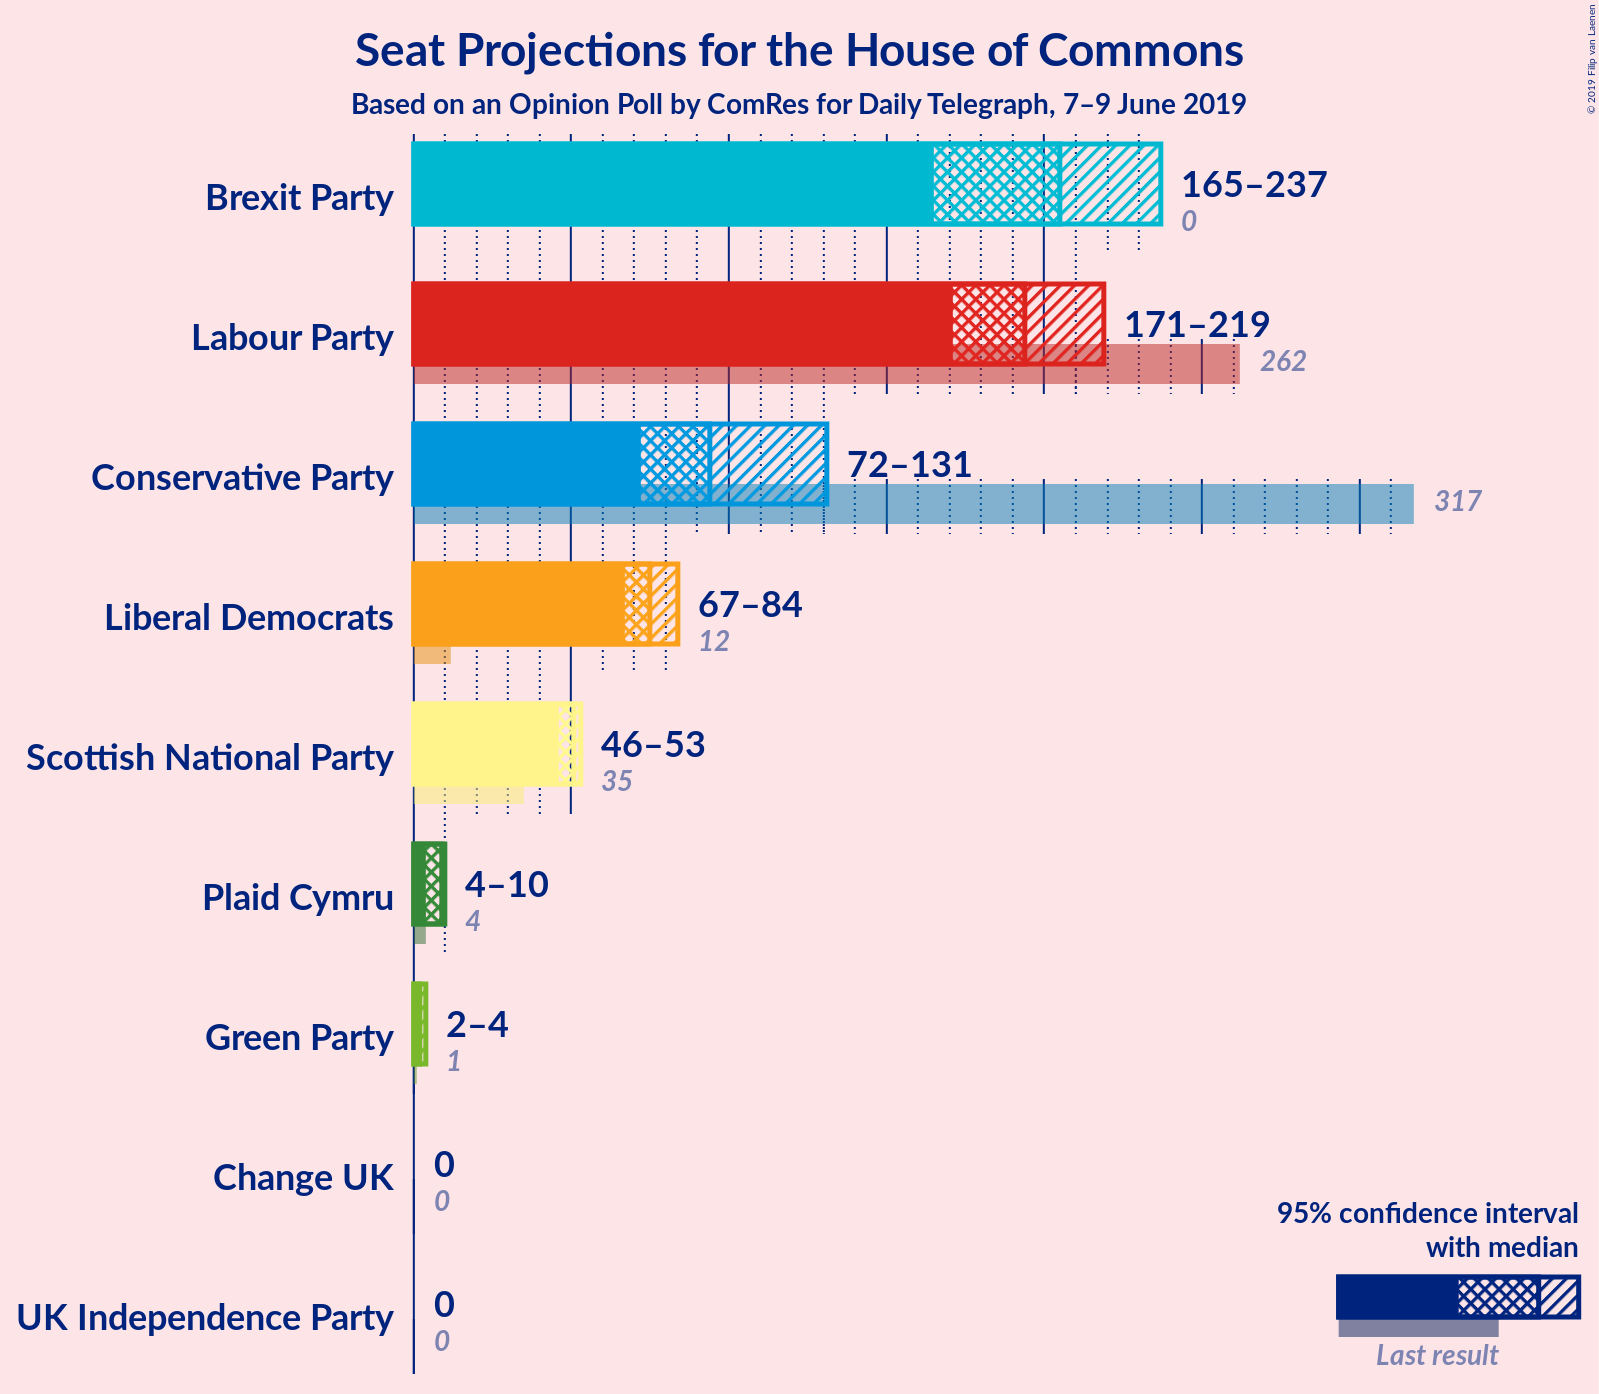 Seat Projections for the House of Commons
Based on an Opinion Poll by ComRes for Daily Telegraph, 7–9 June 2019
© 2019 Filip van Laenen
Brexit Party
165–237
0
Labour Party
171–219
262
Conservative Party
72–131
317
Liberal Democrats
67–84
12
Scottish National Party
46–53
35
Plaid Cymru
4–10
4
Green Party
2–4
1
Change UK
0
0
UK Independence Party
0
0
95% confidence interval
with median
Last result